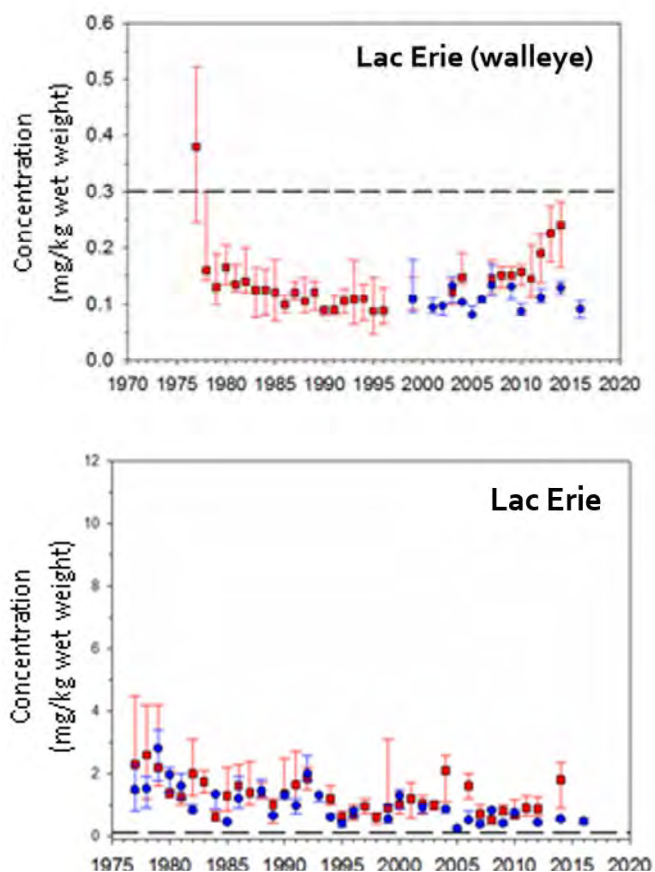 0.6
Lac Erie (walleye)
0.5
0.4
0.3
0.2
0.1
0.0
Concentration
(mg/kg wet weight)
1970 1975 1980 1985 1990 1995 2000 2005 2010 2015 2020
12
Lac Erie
10
8
6
4
2
0
Concentration
(mg/kg wet weight)
1975 1980 1985 1990 1995 2000 2005 2010 2015 2020